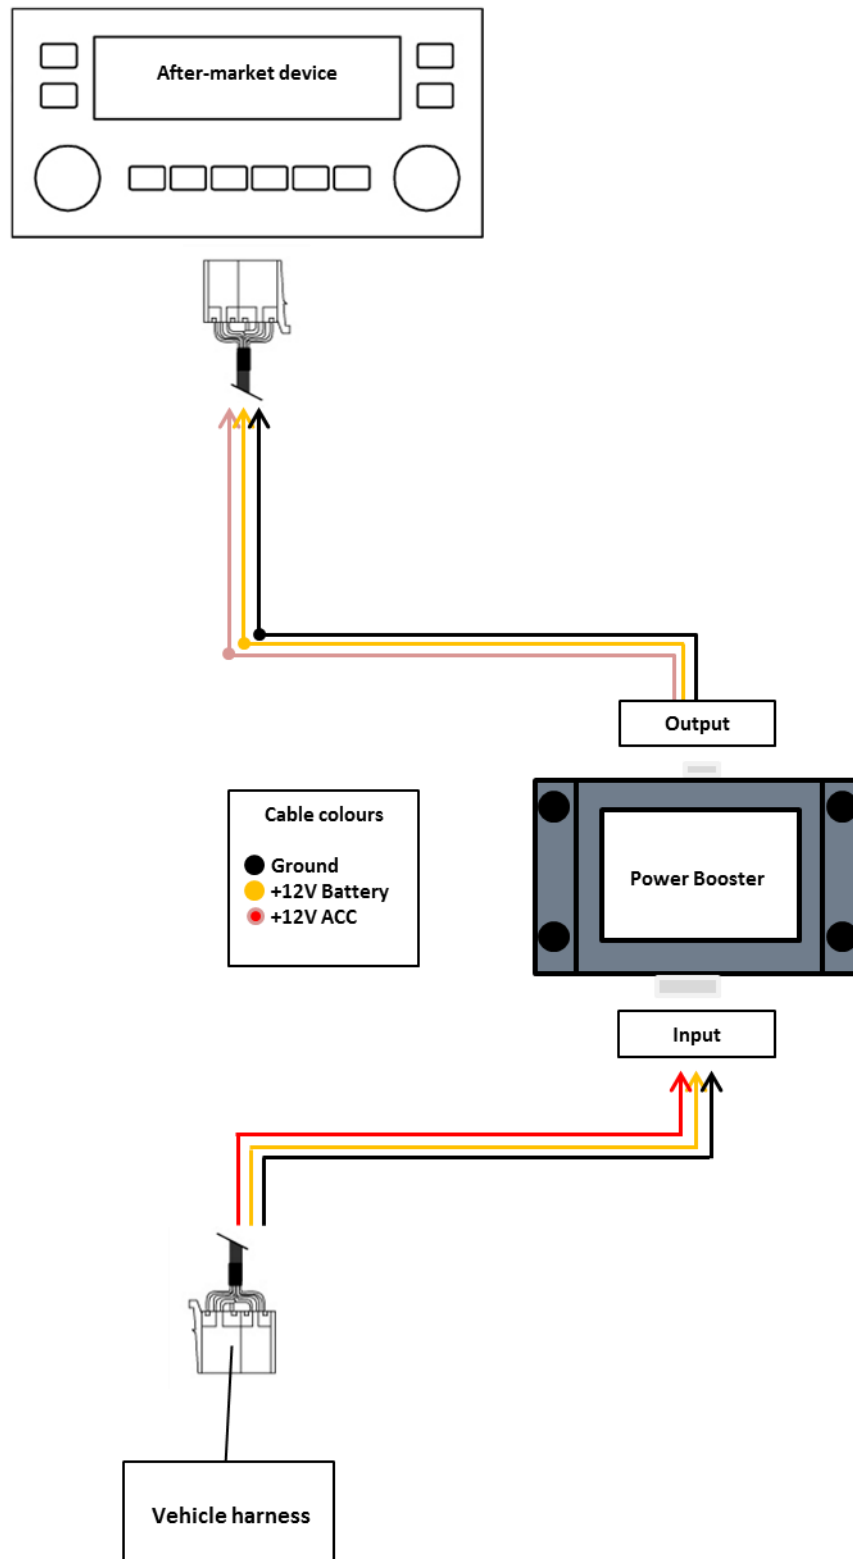 After-market device
Output
Cable colours
Ground
+12V Battery
+12V ACC
Power Booster
Input
Vehicle harness